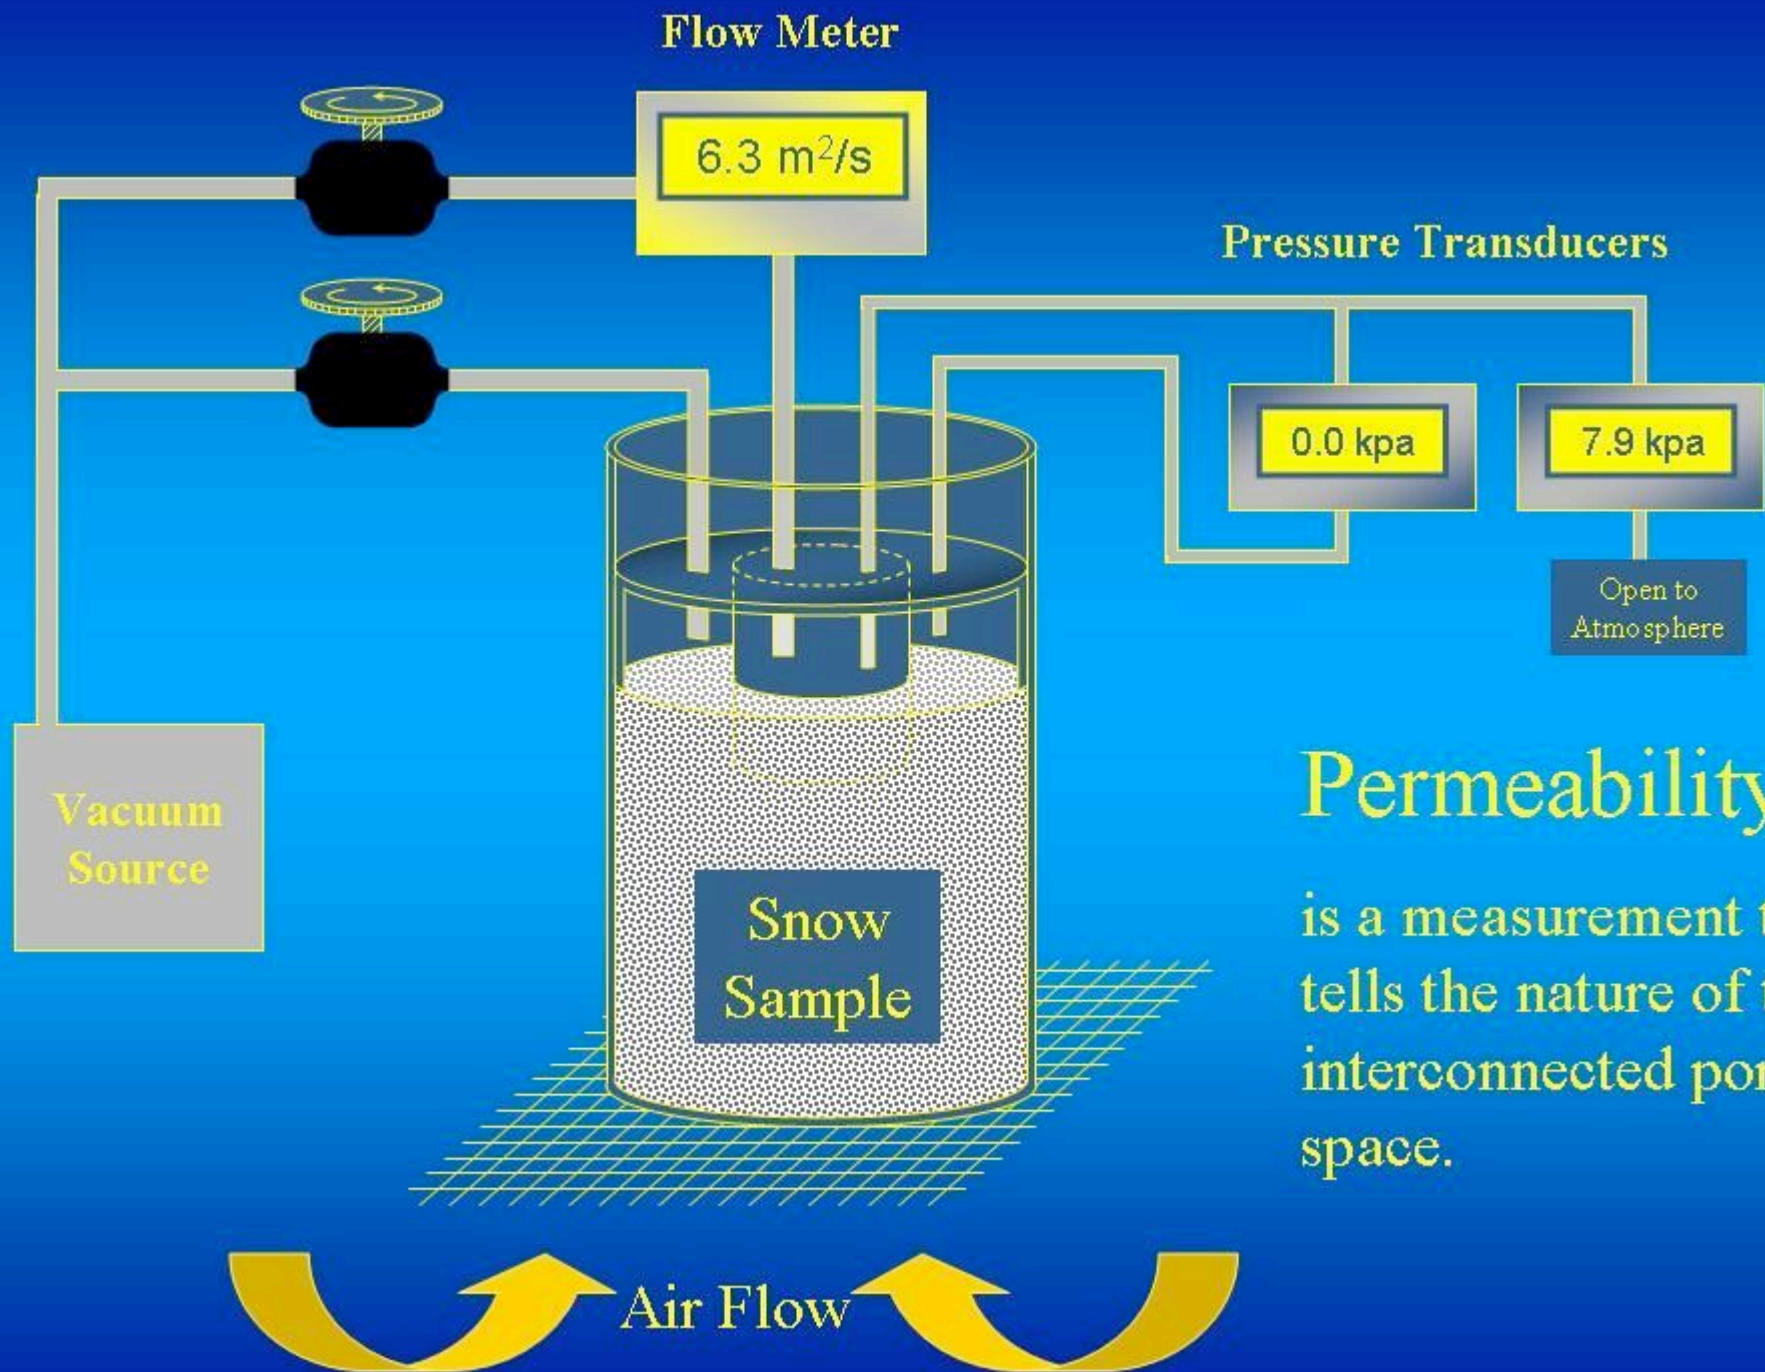 Flow Meter
6.3 m²/s
Pressure Transducers
0.0 kpa
7.9 kpa
Open to
Atmosphere
Vacuum
Source
Snow
Sample
Permeability
is a measurement
tells the nature of
interconnected
space.
Air Flow